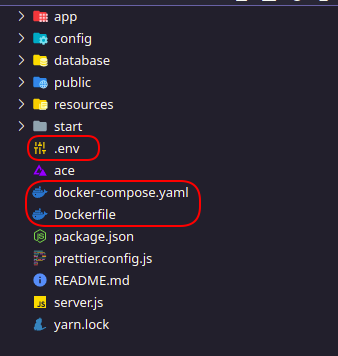 app
config
database
public
resources
start
.env
ace
docker-compose.yaml
Dockerfile
package.json
prettier.config.js
README.md
server.js
yarn.lock